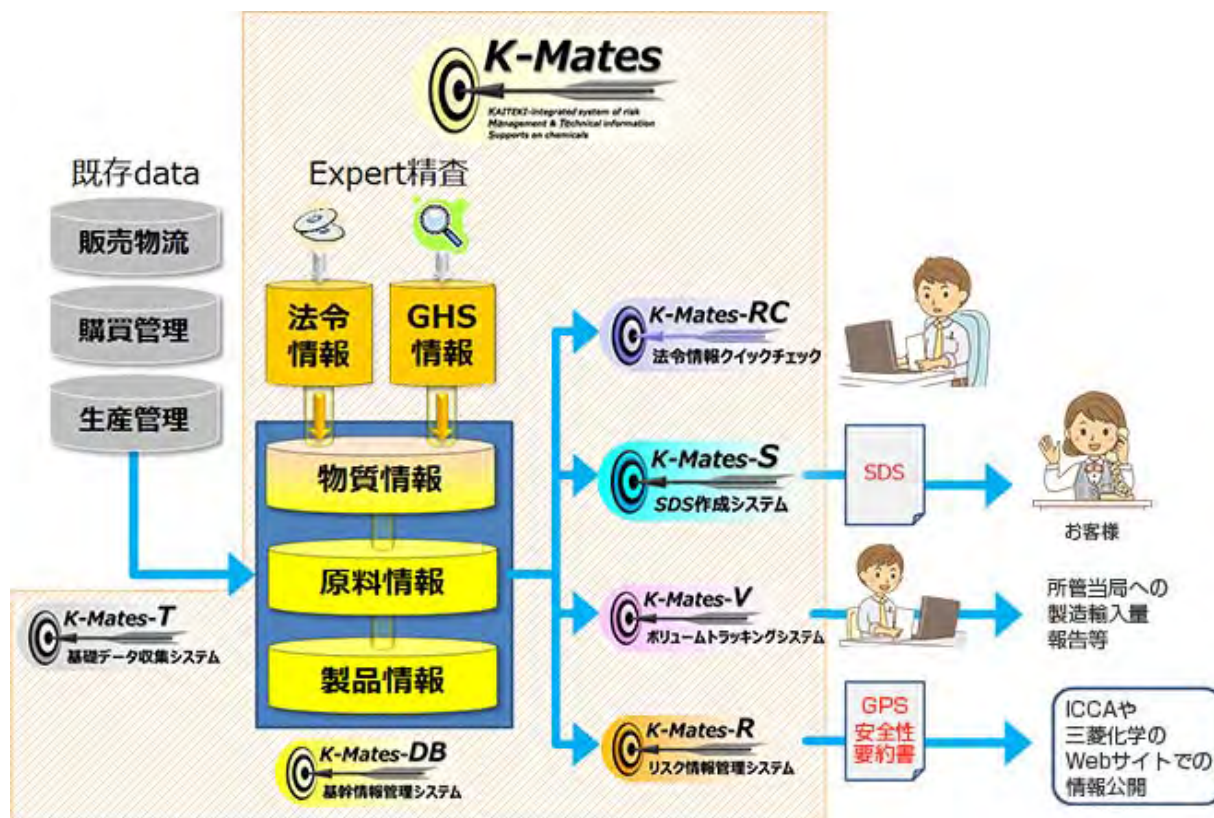 K-Mates
KAITEKI-integrated system of risk
Management & Technical information
Supports on chemicals
既存data
販売物流
購買管理
生産管理
Expert精査
法令
情報
GHS
情報
物質情報
原料情報
製品情報
K-Mates-T
基礎データ収集システム
K-Mates-DB
基幹情報管理システム
K-Mates-RC
法令情報クイックチェック
K-Mates-S
SDS作成システム
SDS
お客様
K-Mates-V
ボリュームトラッキングシステム
所管当局への
製造輸入量
報告等
K-Mates-R
リスク情報管理システム
GPS
安全性
要約書
ICCAや
三菱化学の
Webサイトでの
情報公開